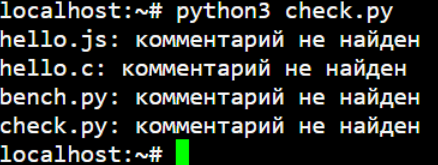 localhost:~# python3 check.py
hello.js: комментарий не найден
hello.c: комментарий не найден
bench.py: комментарий не найден
check.py: комментарий не найден
localhost:~#